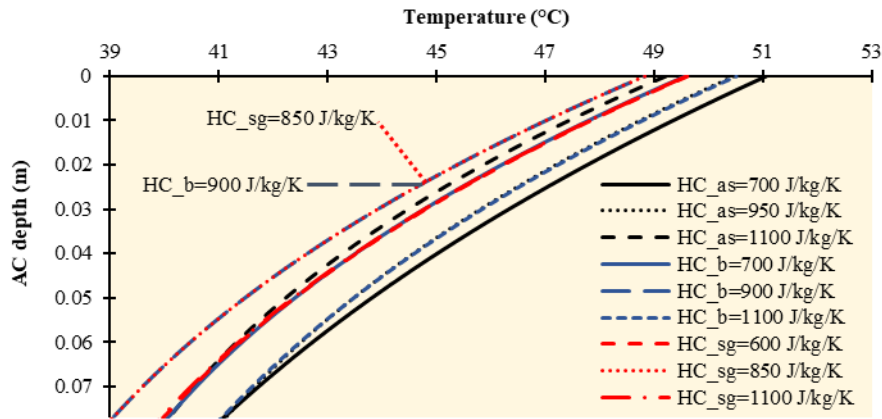 Temperature (°C)
39 41 43 45 47 49 51 53
0
0.01
0.02
0.03
0.04
0.05
0.06
0.07
AC depth (m)
HC_sg=850 J/kg/K
HC_b=900 J/kg/K
HC_as=700 J/kg/K
HC_as=950 J/kg/K
HC_as=1100 J/kg/K
HC_b=700 J/kg/K
HC_b=900 J/kg/K
HC_b=1100 J/kg/K
HC_sg=600 J/kg/K
HC_sg=850 J/kg/K
HC_sg=1100 J/kg/K